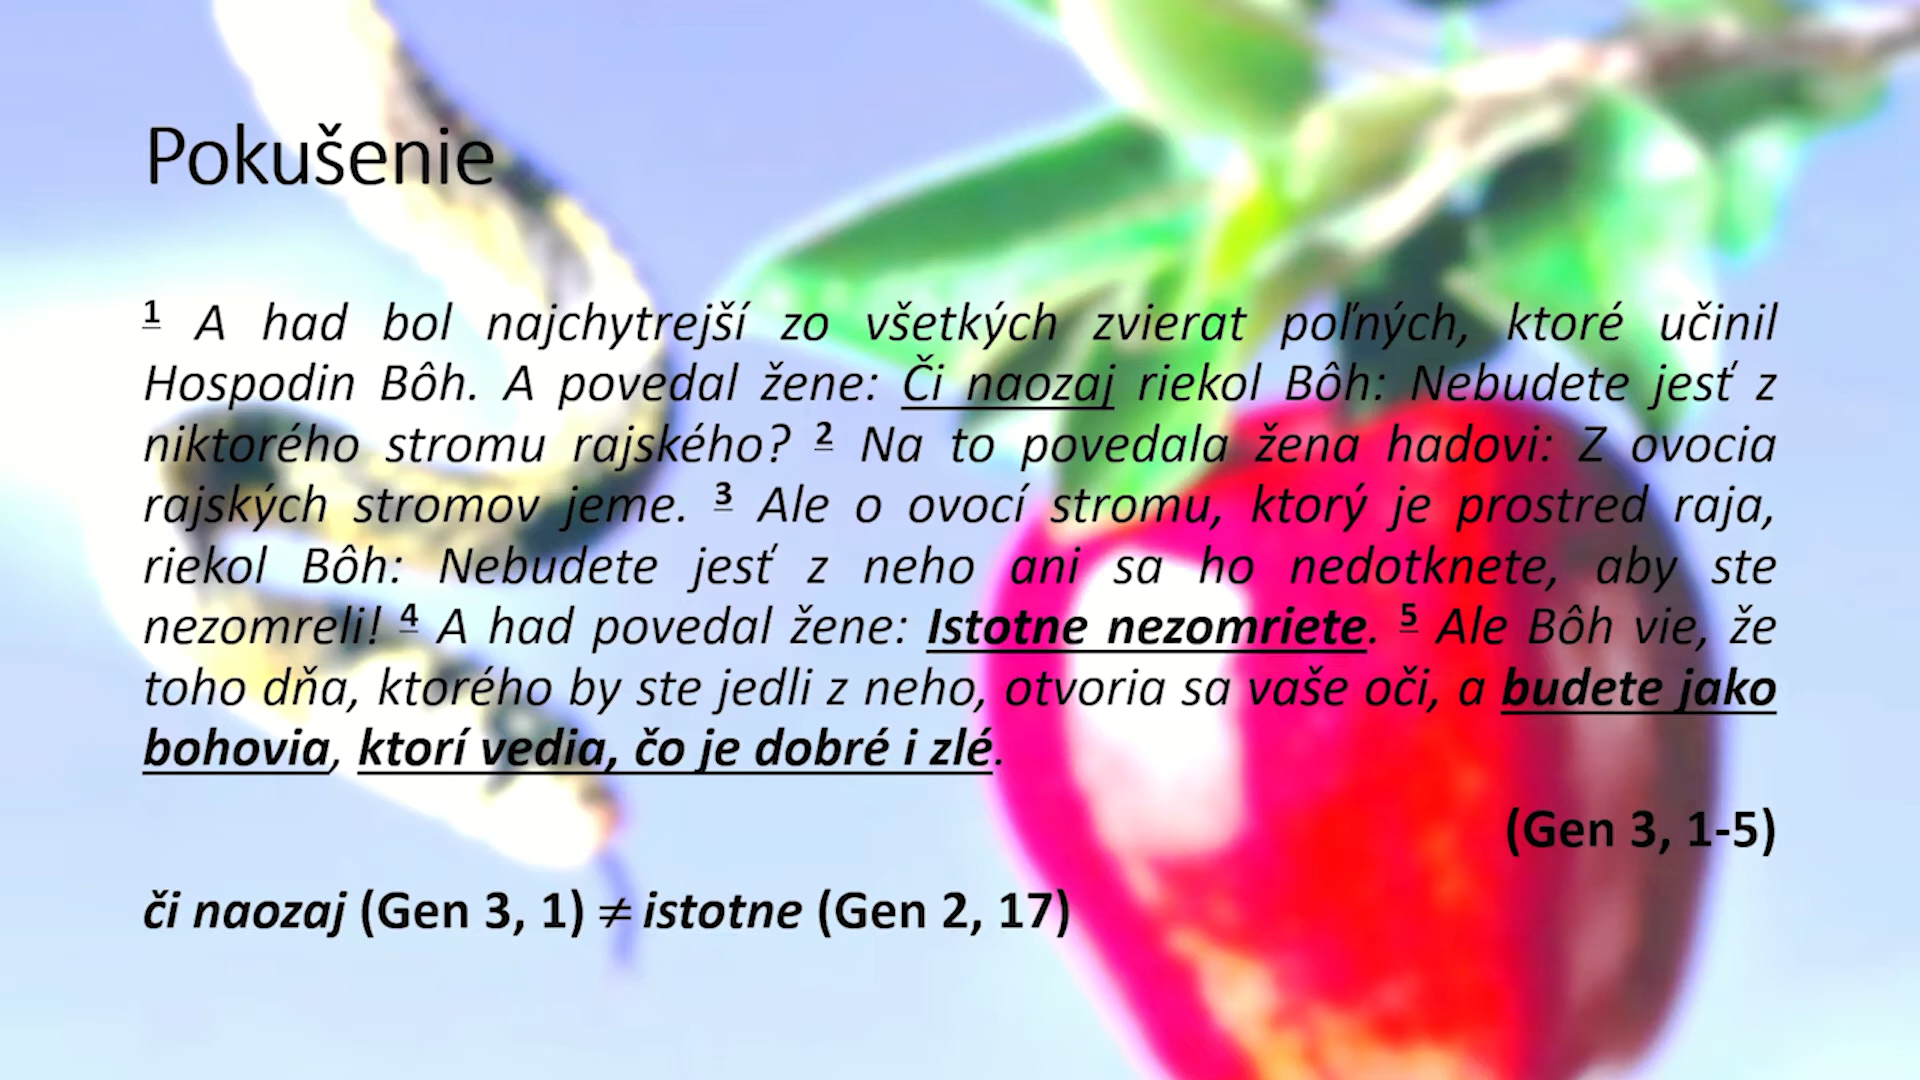 Pokušenie
1 A had bol najchytrejší zo všetkých zvierat poľných, ktoré učinil
Hospodin Bôh. A povedal žene: Či naozaj riekol Bôh: Nebudete jesť z
niktorého stromu rajského? 2 Na to povedala žena hadovi: Z ovocia
rajských stromov jeme. 3 Ale o ovocí stromu, ktorý je prostred raja,
riekol Bôh: Nebudete jesť z neho ani sa ho nedotknete, aby ste
nezomreli! 4 A had povedal žene: Istotne nezomriete. 5 Ale Bôh vie, že
toho dňa, ktorého by ste jedli z neho, otvoria sa vaše oči, a budete jako
bohovia, ktorí vedia, čo je dobré i zlé.
(Gen 3, 1-5)
či naozaj (Gen 3, 1) ≠ istotne (Gen 2, 17)